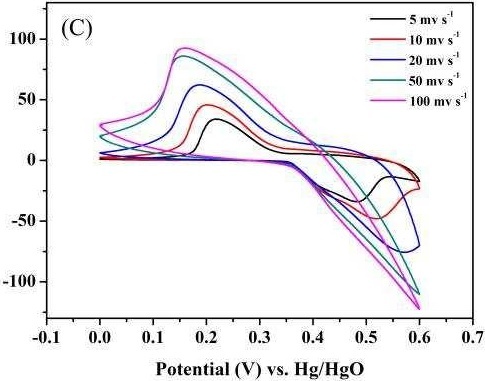 (C)
5 mv s-1
10 mv s-1
20 mv s-1
50 mv s-1
100 mv s-1
100
50
0
-50
-100
-0.1 0.0 0.1 0.2 0.3 0.4 0.5 0.6 0.7
Potential (V) vs. Hg/HgO